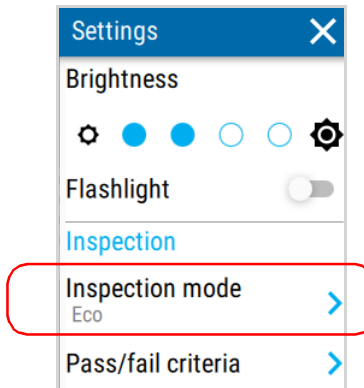 Settings
Brightness
Flashlight
Inspection
Inspection mode
Eco
Pass/fail criteria